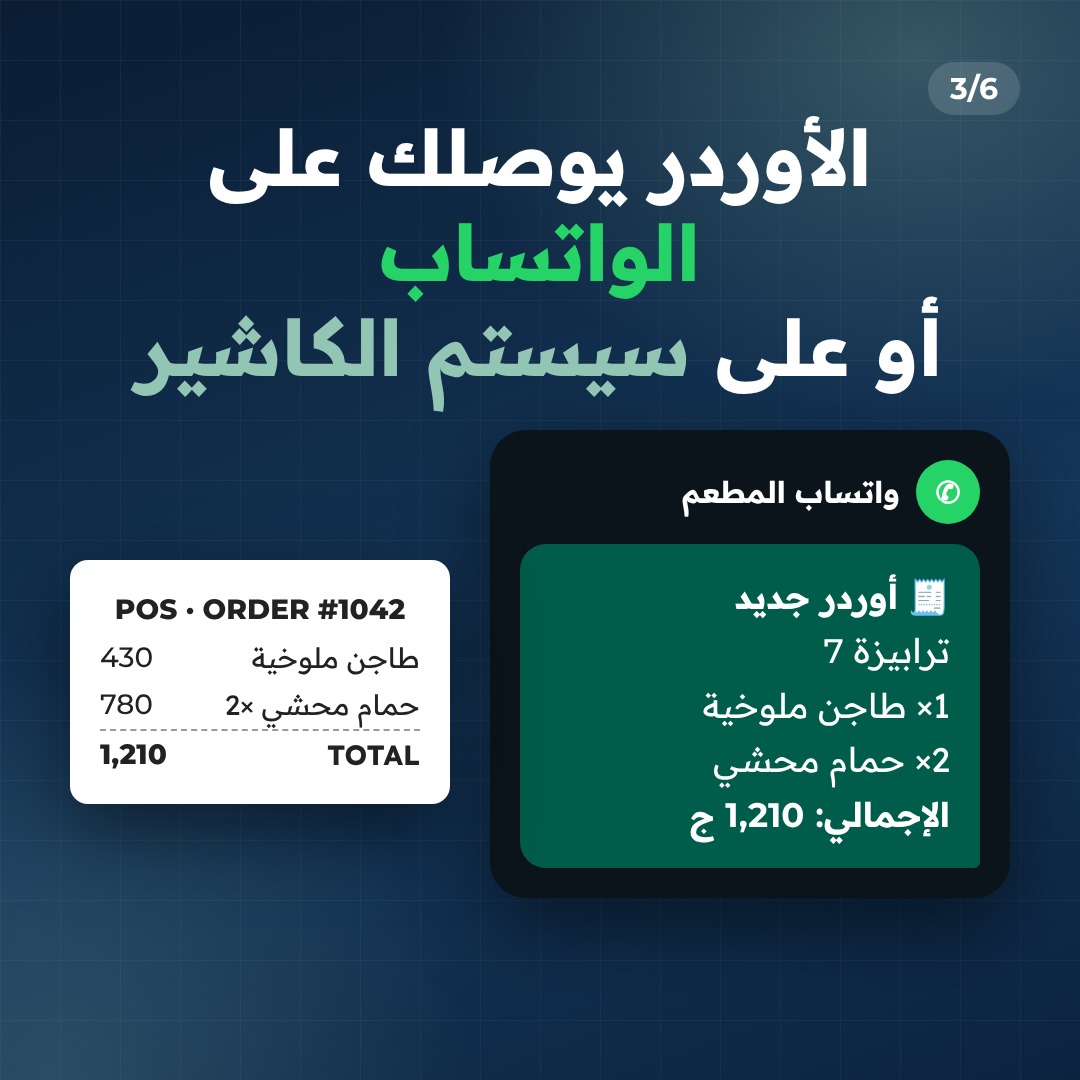 3/6
الأوردر يوصلك على
الواتساب
أو على سيستم الكاشير
واتساب المطعم
🧾 أوردر جديد
ترابيزة 7
1× طاجن ملوخية
2× حمام محشي
الإجمالي: 1,210 ج
POS · ORDER #1042
طاجن ملوخية 430
حمام محشي ×2 780
TOTAL 1,210